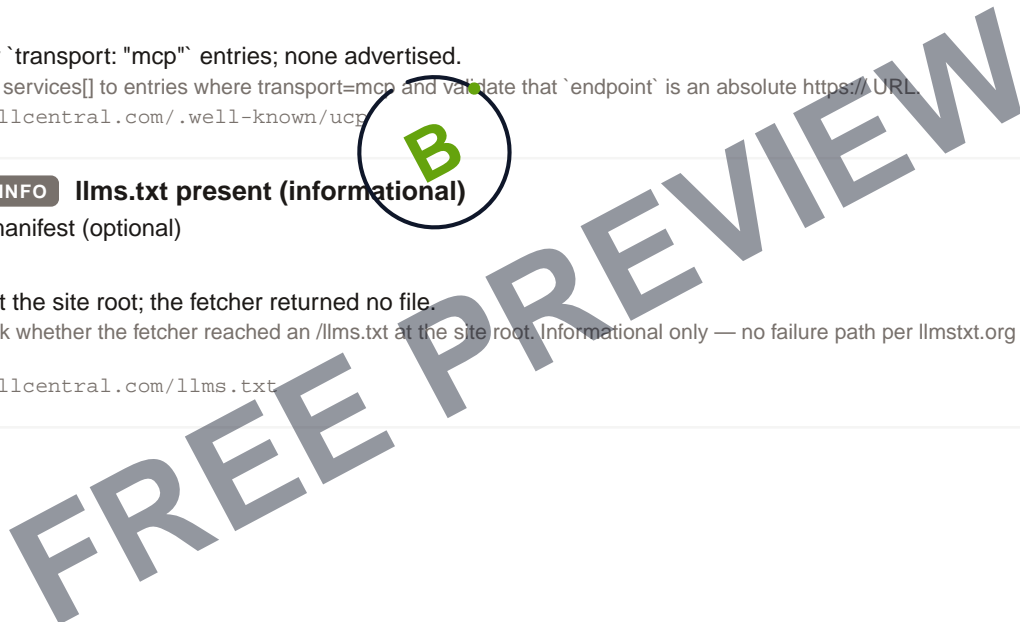 `transport: "mcp"` entries; none advertised.
services[] to entries where transport=mcp and validate that `endpoint` is an absolute https:// URL.
llcentral.com/.well-known/ucp
B
INFO llms.txt present (informational)
manifest (optional)
t the site root; the fetcher returned no file.
k whether the fetcher reached an /llms.txt at the site root. Informational only — no failure path per llmstxt.org
llcentral.com/llms.txt
FREE PREVIEW